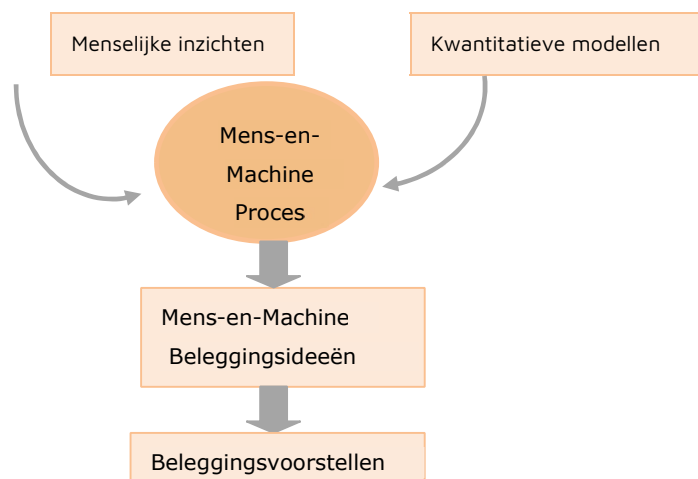 Menselijke inzichten
Kwantitatieve modellen
Mens-en-
Machine
Proces
Mens-en-Machine
Beleggingsideeën
Beleggingsvoorstellen